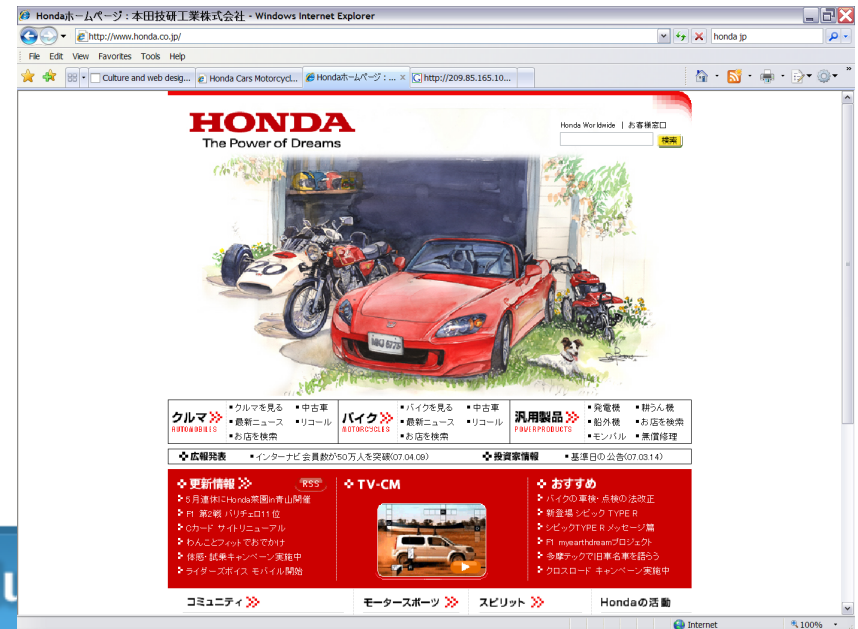 Hondaホームページ : 本田技研工業株式会社 - Windows Internet Explorer
http://www.honda.co.jp/
honda jp
File Edit View Favorites Tools Help
Culture and web desig...
Honda Cars Motorcycl...
Hondaホームページ : ...
http://209.85.165.10...
HONDA
The Power of Dreams
Honda Worldwide | お客様窓口
検索
20
クルマ
AUTOMOBILES
クルマを見る 中古車
最新ニュース リコール
お店を検索
バイク
MOTORCYCLES
バイクを見る 中古車
最新ニュース リコール
お店を検索
汎用製品
POWERPRODUCTS
発電機 耕うん機
船外機 お店を検索
モンパル 無償修理
広報発表 インターナビ会員数が50万人を突破(07.04.09)
投資家情報 基準日の公告(07.03.14)
更新情報 RSS
5月連休にHonda菜園in青山開催
F1 第2戦 バリチェロ11位
Cカード サイトリニューアル
わんことフィットでおでかけ
体感・試乗キャンペーン実施中
ライダーズボイス モバイル開始
TV-CM
おすすめ
バイクの車検・点検の法改正
新登場 シビック TYPE R
シビックTYPE R メッセージ篇
F1 myearthdreamプロジェクト
多摩テックで旧車名車を語ろう
クロスロード キャンペーン実施中
コミュニティ モータースポーツ スピリット Hondaの活動
Internet 100%